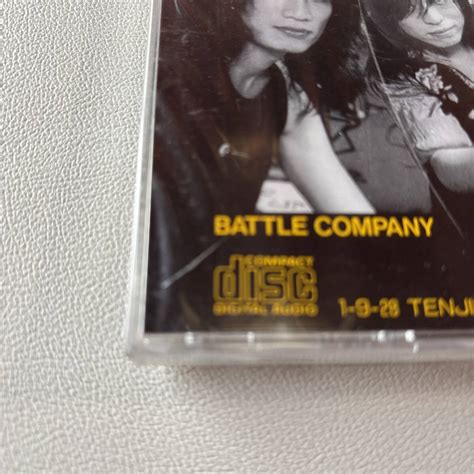 BATTLE COMPANY
COMPACT
disc
DIGITAL AUDIO
1-9-28 TENJI